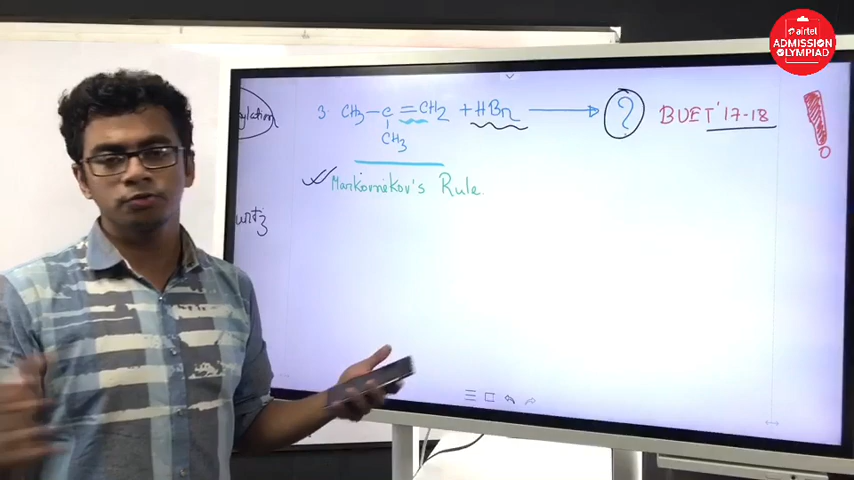 airtel
ADMISSION
OLYMPIAD
3. CH3 — C = CH2 + HBr → ? BUET'17-18 !
CH3
Markovnikov's Rule